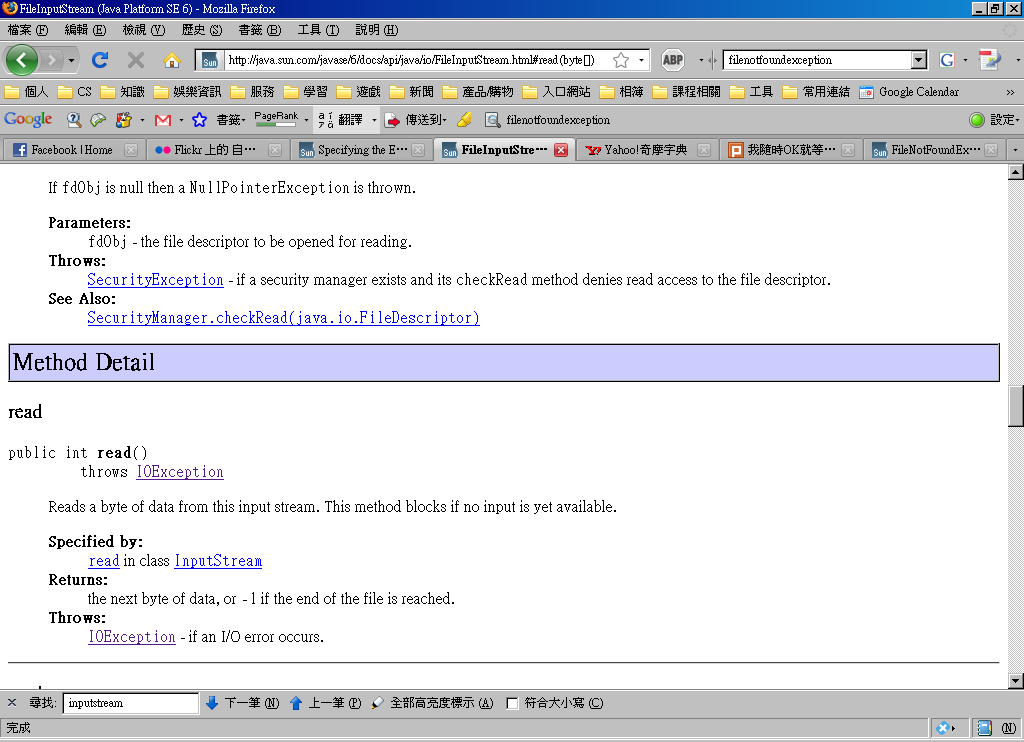 FileInputStream (Java Platform SE 6) - Mozilla Firefox
檔案 (F) 編輯 (E) 檢視 (V) 歷史 (S) 書籤 (B) 工具 (T) 說明 (H)
Sun http://java.sun.com/javase/6/docs/api/java/io/FileInputStream.html#read(byte[]) ABP filenotfoundexception G
個人 CS 知識 娛樂資訊 服務 學習 遊戲 新聞 產品/購物 入口網站 相簿 課程相關 工具 常用連結 Google Calendar »
Google 書籤 PageRank 翻譯 傳送到 filenotfoundexception 設定
Facebook | Home Flickr 上的 自⋯ Specifying the E⋯ FileInputStre⋯ Yahoo!奇摩字典 我隨時OK就等⋯ FileNotFoundEx⋯
If fdObj is null then a NullPointerException is thrown.
Parameters:
fdObj - the file descriptor to be opened for reading.
Throws:
SecurityException - if a security manager exists and its checkRead method denies read access to the file descriptor.
See Also:
SecurityManager.checkRead(java.io.FileDescriptor)
Method Detail
read
public int read()
throws IOException
Reads a byte of data from this input stream. This method blocks if no input is yet available.
Specified by:
read in class InputStream
Returns:
the next byte of data, or -1 if the end of the file is reached.
Throws:
IOException - if an I/O error occurs.
尋找: inputstream 下一筆 (N) 上一筆 (P) 全部高亮度標示 (A) 符合大小寫 (C)
完成 (N)